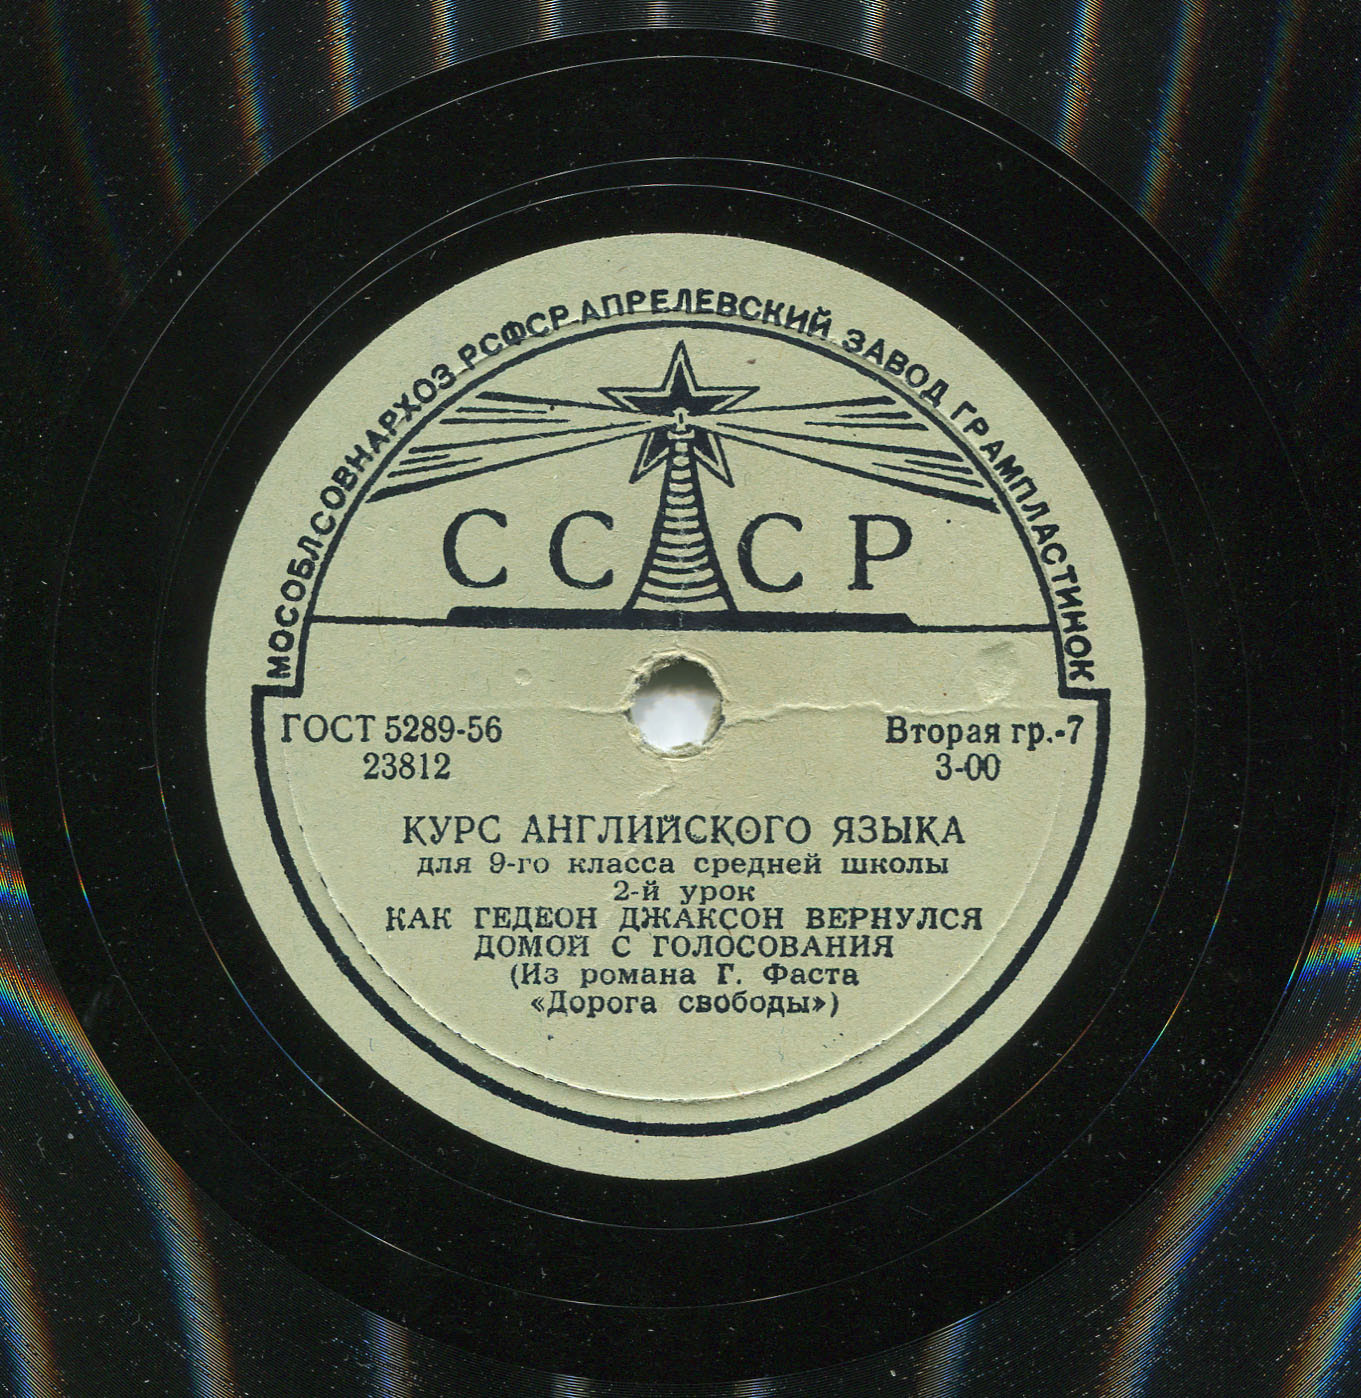 МОСОБЛСОВНАРХОЗ РСФСР АПРЕЛЕВСКИЙ ЗАВОД ГРАМПЛАСТИНОК
СССР
ГОСТ 5289-56
23812
Вторая гр.-7
3-00
КУРС АНГЛИЙСКОГО ЯЗЫКА
для 9-го класса средней школы
2-й урок
КАК ГЕДЕОН ДЖАКСОН ВЕРНУЛСЯ
ДОМОЙ С ГОЛОСОВАНИЯ
(Из романа Г. Фаста
«Дорога свободы»)